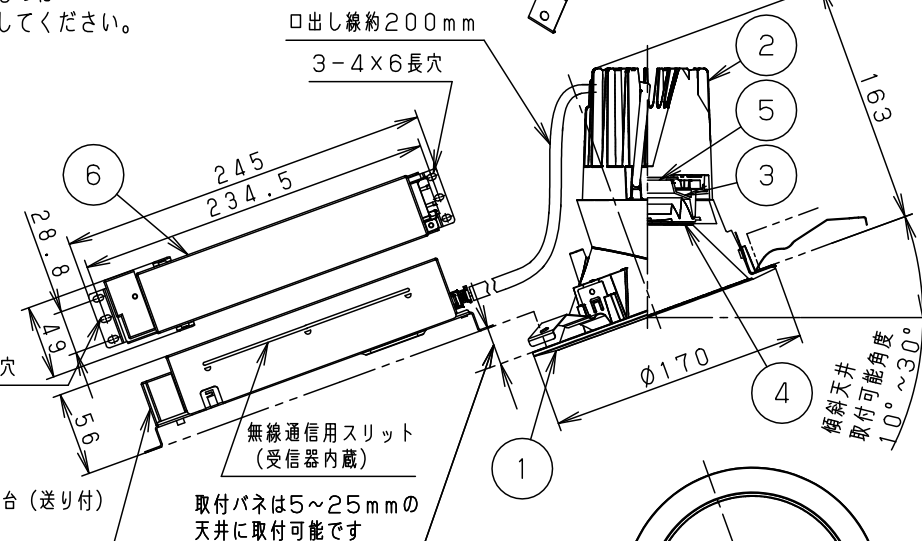 してください。
口出し線約200mm
3-4×6長穴
2
163
5
3
6
245
234.5
28.8
49
穴
56
Ø170
傾斜天井
取付可能角度
10°~30°
4
無線通信用スリット
(受信器内蔵)
1
台(送り付)
取付バネは5~25mmの
天井に取付可能です